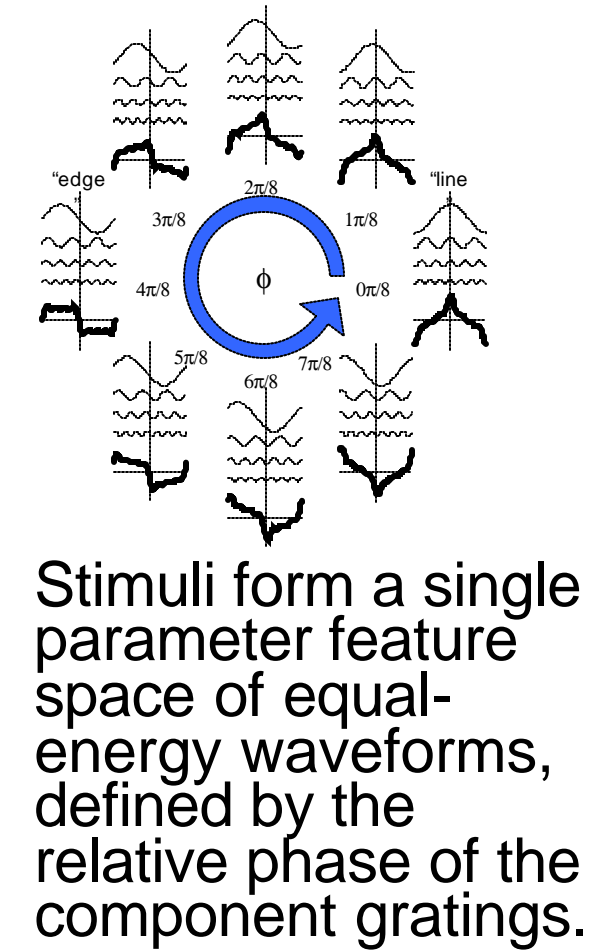 “edge
”
“line
”
2π/8
3π/8
1π/8
4π/8
ϕ
0π/8
5π/8
7π/8
6π/8
Stimuli form a single
parameter feature
space of equal-
energy waveforms,
defined by the
relative phase of the
component gratings.